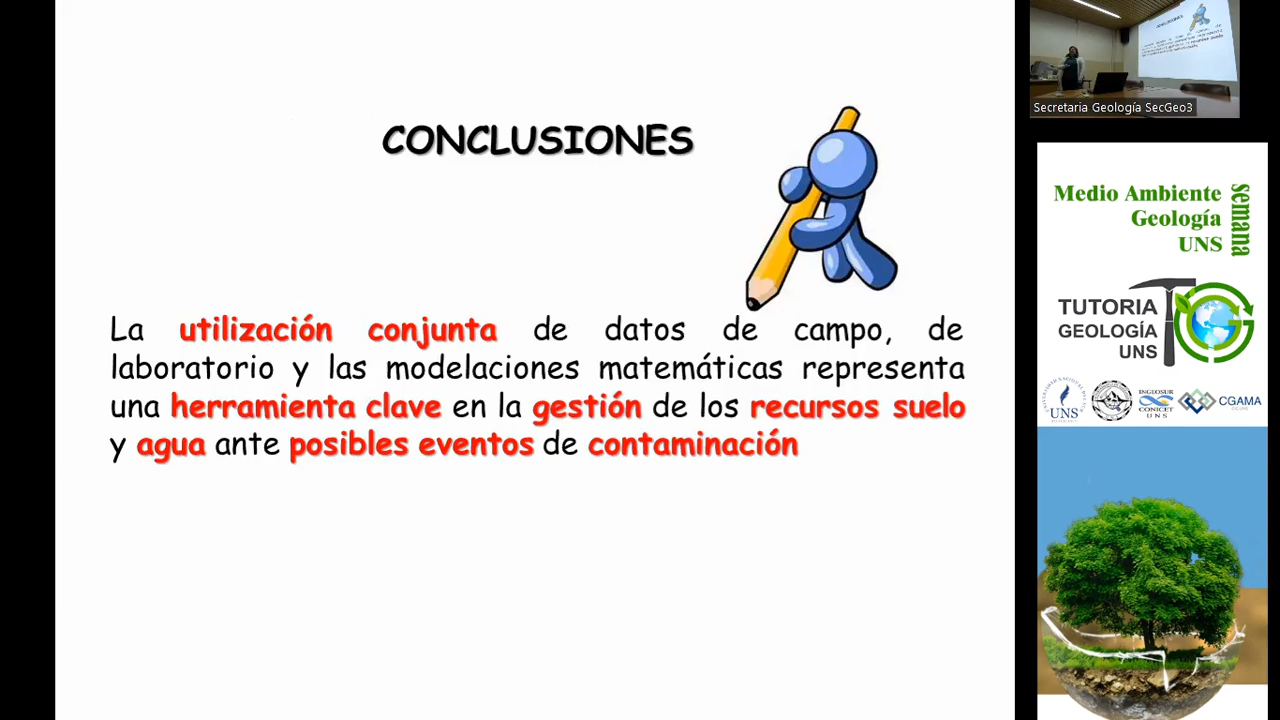 CONCLUSIONES
La utilización conjunta de datos de campo, de
laboratorio y las modelaciones matemáticas representa
una herramienta clave en la gestión de los recursos suelo
y agua ante posibles eventos de contaminación
Secretaria Geología SecGeo3
Medio Ambiente
Geología
UNS
semana
TUTORIA
GEOLOGÍA
UNS
UNS
INGEOSUR
CONICET
UNS
CGAMA